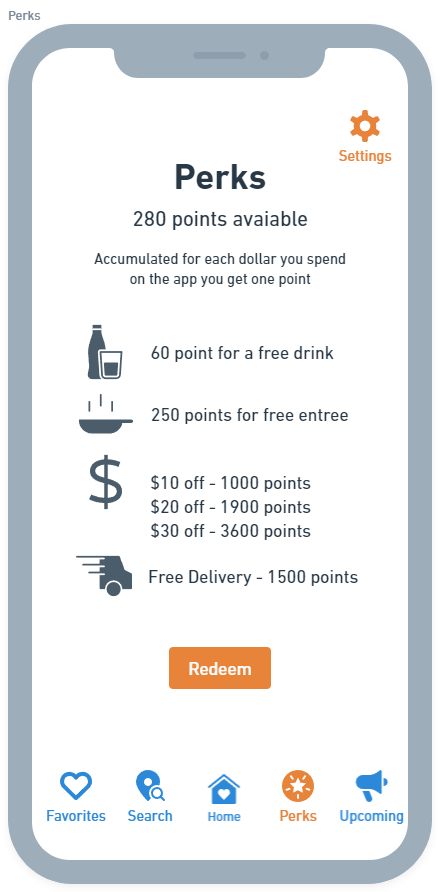 Perks
Settings
Perks
280 points avaiable
Accumulated for each dollar you spend
on the app you get one point
60 point for a free drink
250 points for free entree
$
$10 off - 1000 points
$20 off - 1900 points
$30 off - 3600 points
Free Delivery - 1500 points
Redeem
Favorites Search Home Perks Upcoming